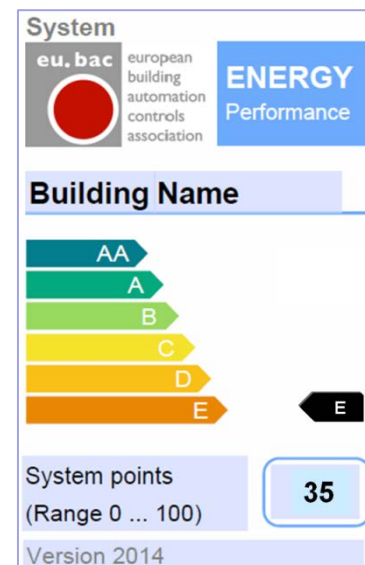 System
eu.bac
european
building
automation
controls
association
ENERGY
Performance
Building Name
AA
A
B
C
D
E
E
System points
35
(Range 0 ... 100)
Version 2014